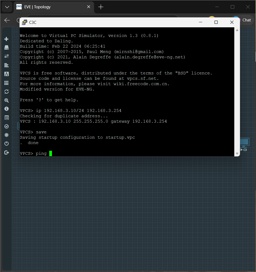 EVE | Topology
Chat
CSC
Welcome to Virtual PC Simulator, version 1.3 (0.8.1)
Dedicated to Daling.
Build time: Feb 22 2024 08:25:41
Copyright (c) 2007-2015, Paul Meng (mirnshi@gmail.com)
Copyright (c) 2021, Alain Degreffe (alain.degreffe@eve-ng.net)
All rights reserved.
VPCS is free software, distributed under the terms of the "BSD" licence.
Source code and license can be found at vpcs.sf.net.
For more information, please visit wiki.freecode.com.cn.
Modified version for EVE-NG.
Press '?' to get help.
VPCS> ip 192.168.3.10/24 192.168.3.254
Checking for duplicate address...
VPCS : 192.168.3.10 255.255.255.0 gateway 192.168.3.254
VPCS> save
Saving startup configuration to startup.vpc
. done
VPCS> ping